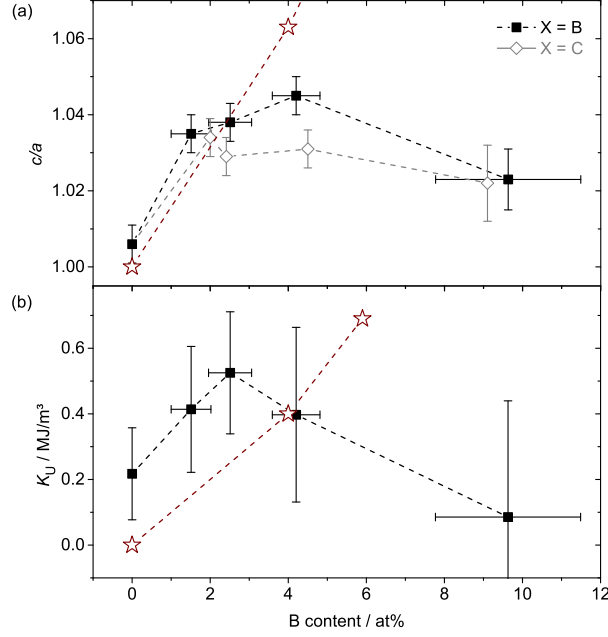 (a)
X = B
X = C
1.06
1.04
1.02
1.00
c/a
(b)
0.6
0.4
0.2
0.0
K_U / MJ/m³
0 2 4 6 8 10 12
B content / at%